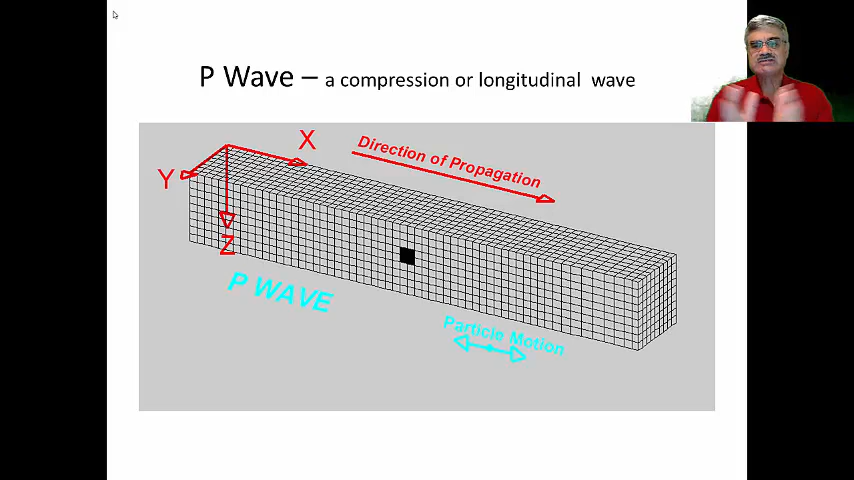 P Wave – a compression or longitudinal wave
X
Direction of Propagation
Y
Z
P WAVE
Particle Motion